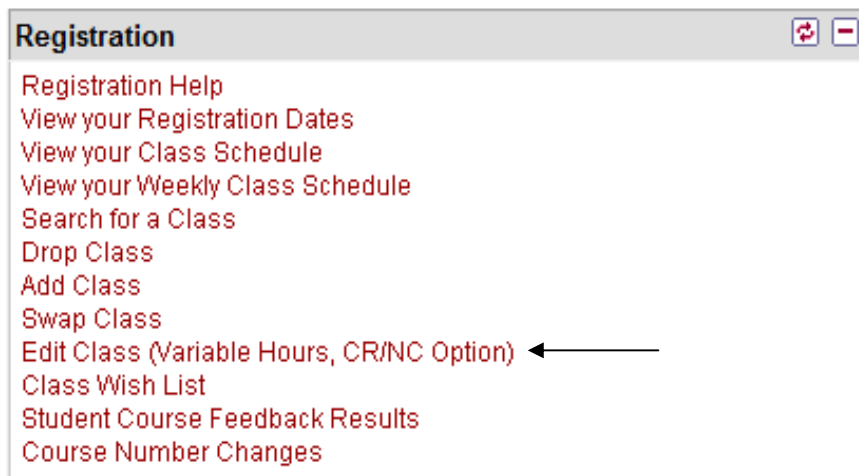 Registration
Registration Help
View your Registration Dates
View your Class Schedule
View your Weekly Class Schedule
Search for a Class
Drop Class
Add Class
Swap Class
Edit Class (Variable Hours, CR/NC Option)
Class Wish List
Student Course Feedback Results
Course Number Changes